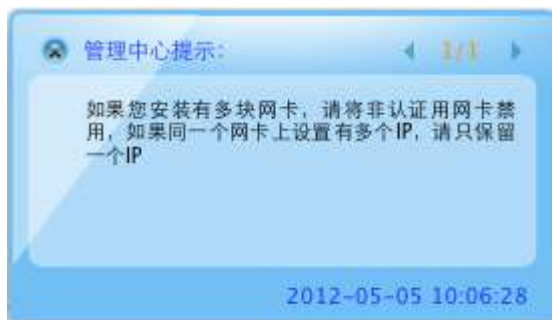 管理中心提示: 1/1
如果您安装有多块网卡, 请将非认证用网卡禁
用, 如果同一个网卡上设置有多个IP, 请只保留
一个IP
2012-05-05 10:06:28